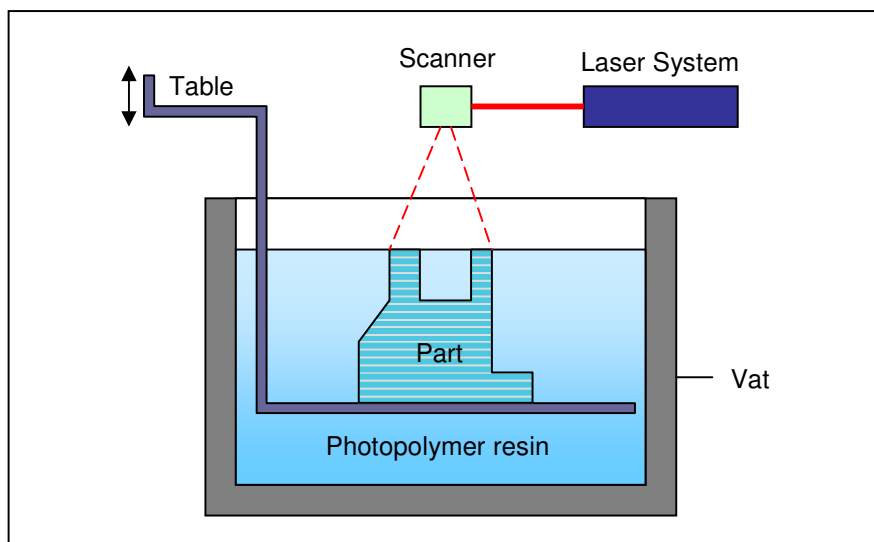 Scanner
Laser System
Table
Part
Vat
Photopolymer resin